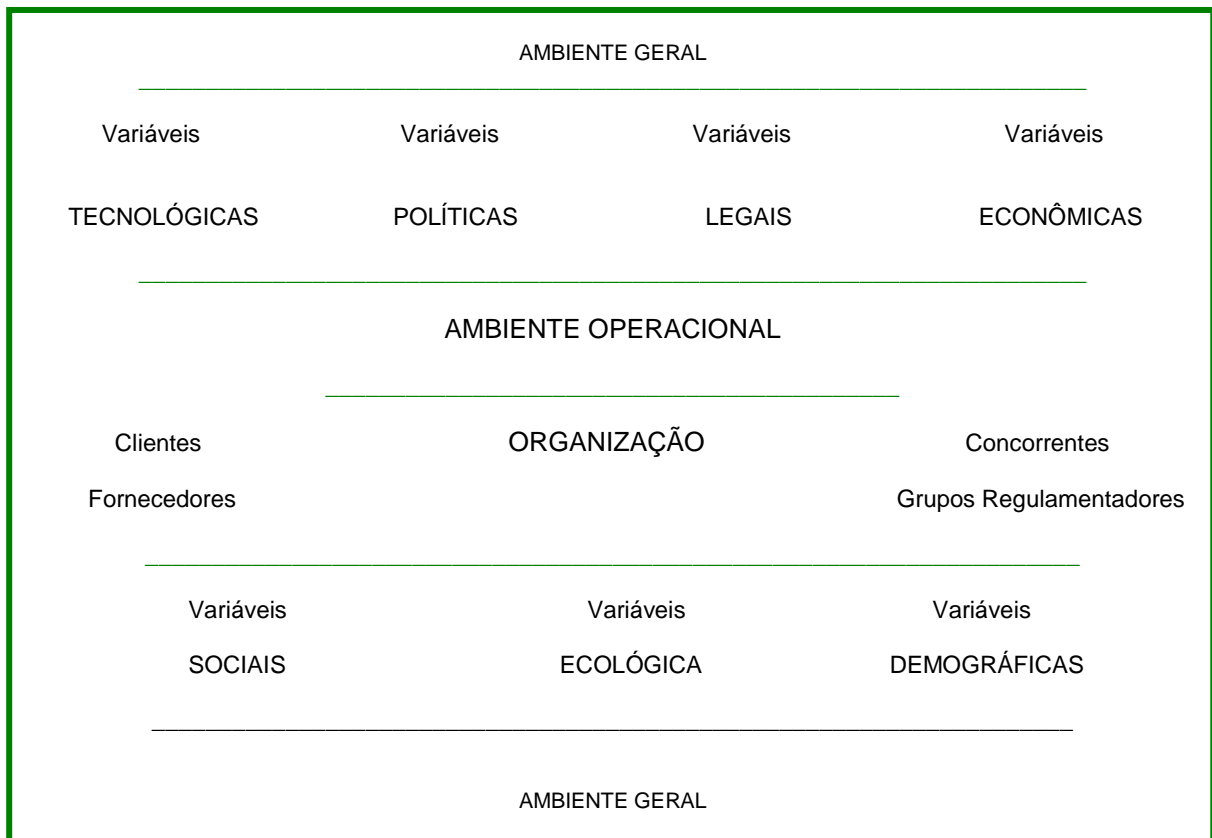 AMBIENTE GERAL
Variáveis Variáveis Variáveis Variáveis
TECNOLÓGICAS POLÍTICAS LEGAIS ECONÔMICAS
AMBIENTE OPERACIONAL
Clientes ORGANIZAÇÃO Concorrentes
Fornecedores Grupos Regulamentadores
Variáveis Variáveis Variáveis
SOCIAIS ECOLÓGICA DEMOGRÁFICAS
AMBIENTE GERAL